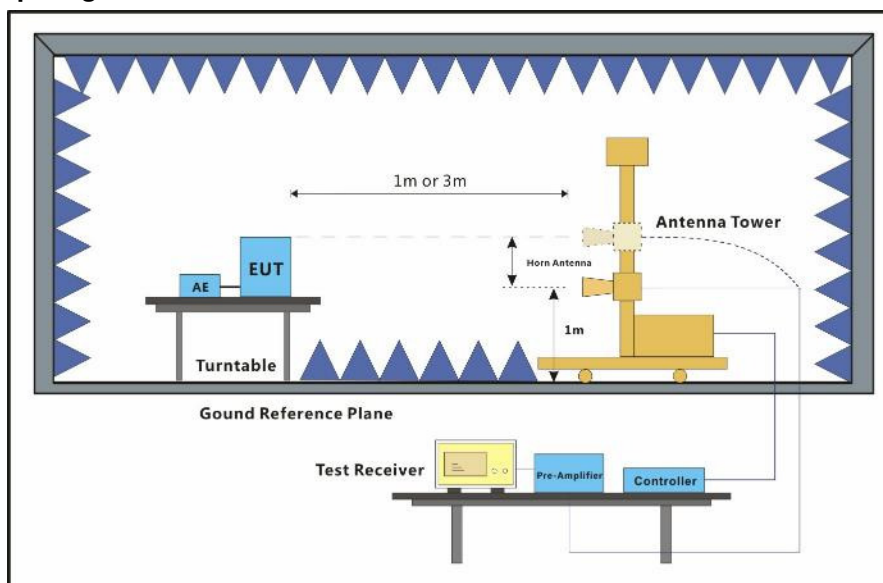 1m or 3m
Antenna Tower
Horn Antenna
EUT
AE
1m
Turntable
Gound Reference Plane
Test Receiver
Pre-Amplifier
Controller